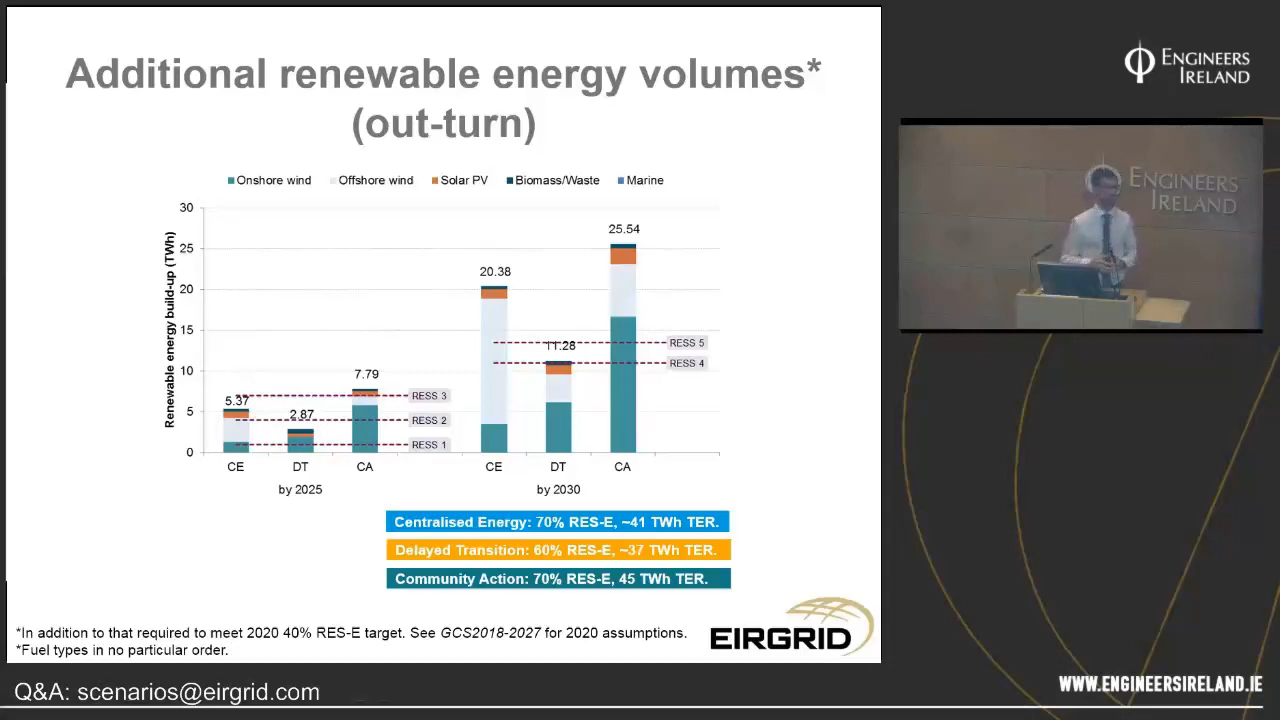 Additional renewable energy volumes*
(out-turn)
Onshore wind Offshore wind Solar PV Biomass/Waste Marine
Renewable energy build-up (TWh)
30
25
20
15
10
5
0
5.37
2.87
7.79
20.38
11.28
25.54
RESS 3
RESS 2
RESS 1
RESS 5
RESS 4
CE DT CA CE DT CA
by 2025 by 2030
Centralised Energy: 70% RES-E, ~41 TWh TER.
Delayed Transition: 60% RES-E, ~37 TWh TER.
Community Action: 70% RES-E, 45 TWh TER.
*In addition to that required to meet 2020 40% RES-E target. See GCS2018-2027 for 2020 assumptions.
*Fuel types in no particular order.
EIRGRID
Q&A: scenarios@eirgrid.com
ENGINEERS
IRELAND
ENGINEERS
IRELAND
WWW.ENGINEERSIRELAND.IE